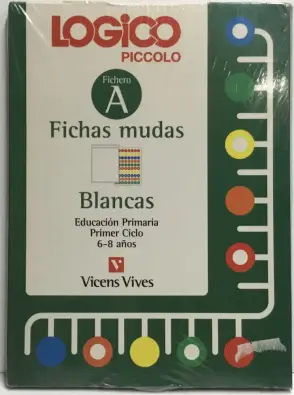 LOGICO
PICCOLO
Fichero
A
Fichas mudas
Blancas
Educación Primaria
Primer Ciclo
6-8 años
V
Vicens Vives